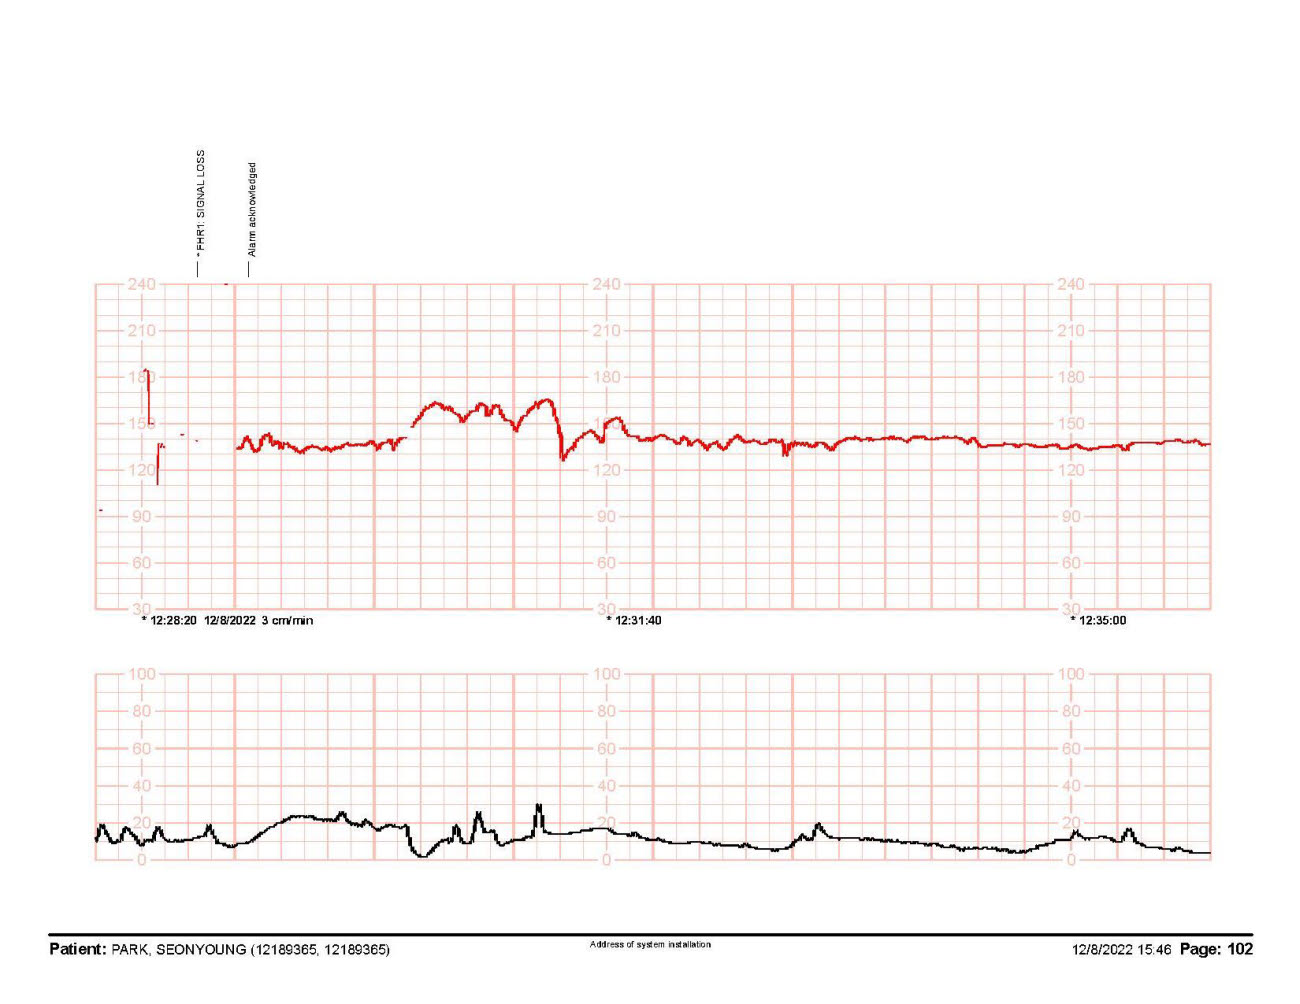 * FHR1: SIGNAL LOSS
Alarm acknowledged
240 240 240
210 210 210
180 180 180
150 150 150
120 120 120
90 90 90
60 60 60
30 30 30
* 12:28:20 12/8/2022 3 cm/min * 12:31:40 * 12:35:00
100 100 100
80 80 80
60 60 60
40 40 40
20 20 20
0 0 0
Patient: PARK, SEONYOUNG (12189365, 12189365) Address of system installation 12/8/2022 15:46 Page: 102